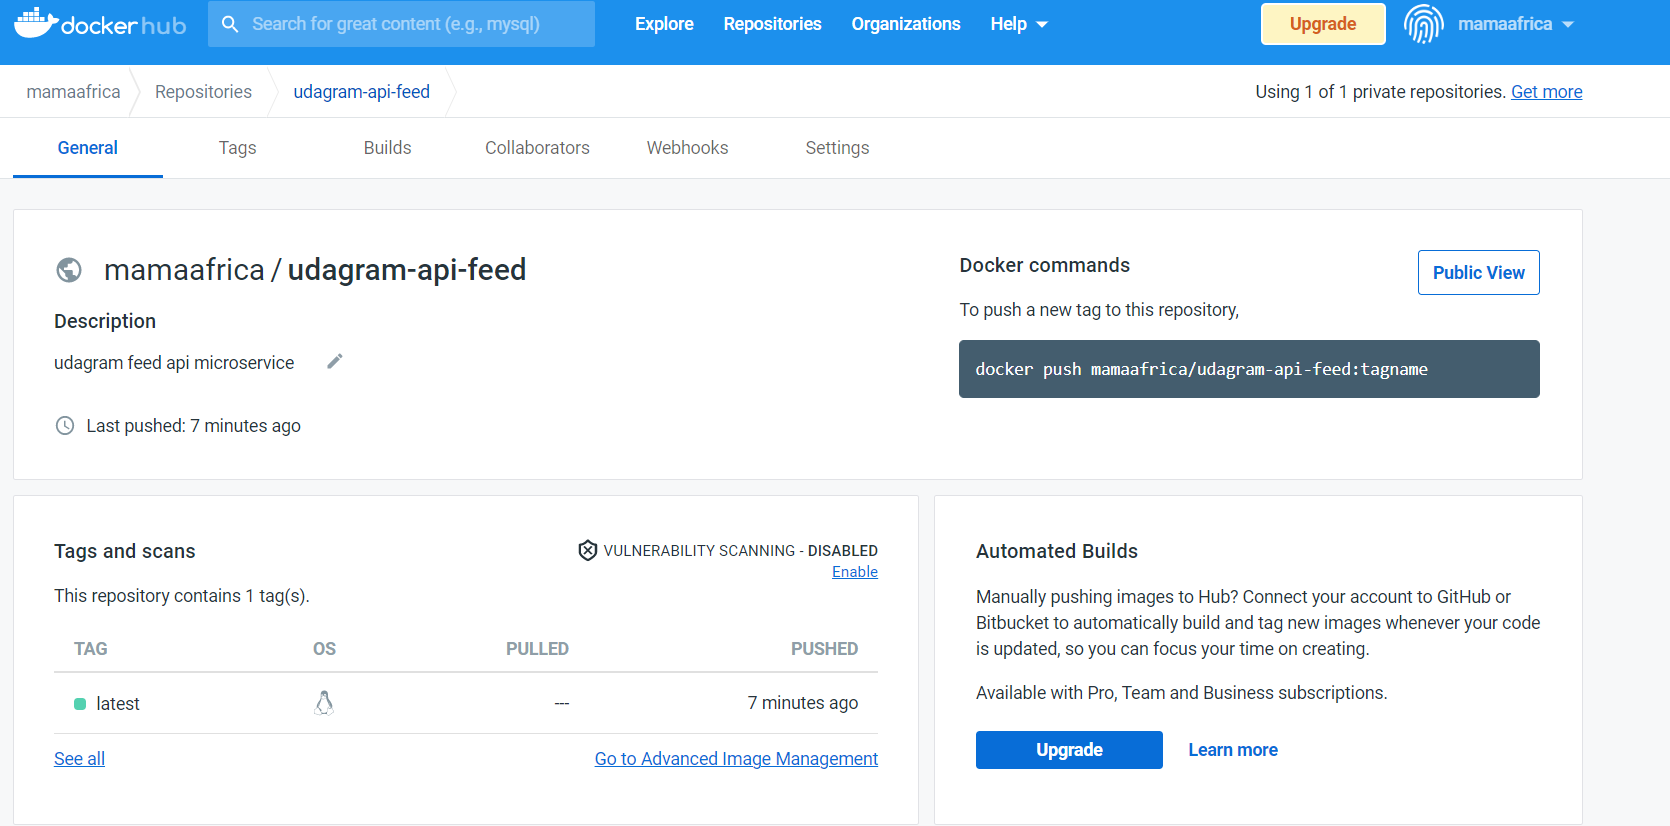 docker hub
Search for great content (e.g., mysql)
Explore
Repositories
Organizations
Help
Upgrade
mamaafrica
mamaafrica
Repositories
udagram-api-feed
Using 1 of 1 private repositories. Get more
General
Tags
Builds
Collaborators
Webhooks
Settings
mamaafrica / udagram-api-feed
Description
udagram feed api microservice
Last pushed: 7 minutes ago
Docker commands
Public View
To push a new tag to this repository,
docker push mamaafrica/udagram-api-feed:tagname
Tags and scans
VULNERABILITY SCANNING - DISABLED
Enable
This repository contains 1 tag(s).
TAG
OS
PULLED
PUSHED
latest
---
7 minutes ago
See all
Go to Advanced Image Management
Automated Builds
Manually pushing images to Hub? Connect your account to GitHub or
Bitbucket to automatically build and tag new images whenever your code
is updated, so you can focus your time on creating.
Available with Pro, Team and Business subscriptions.
Upgrade
Learn more